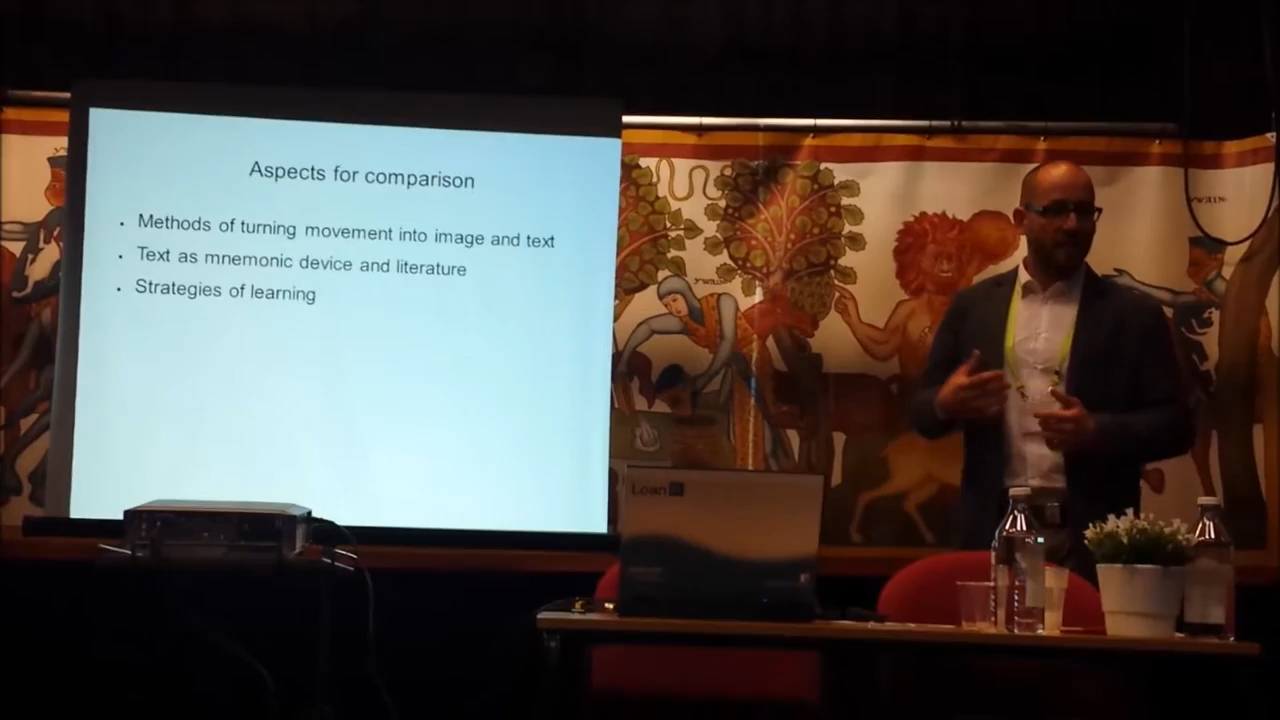 Aspects for comparison
. Methods of turning movement into image and text
. Text as mnemonic device and literature
. Strategies of learning
Loan